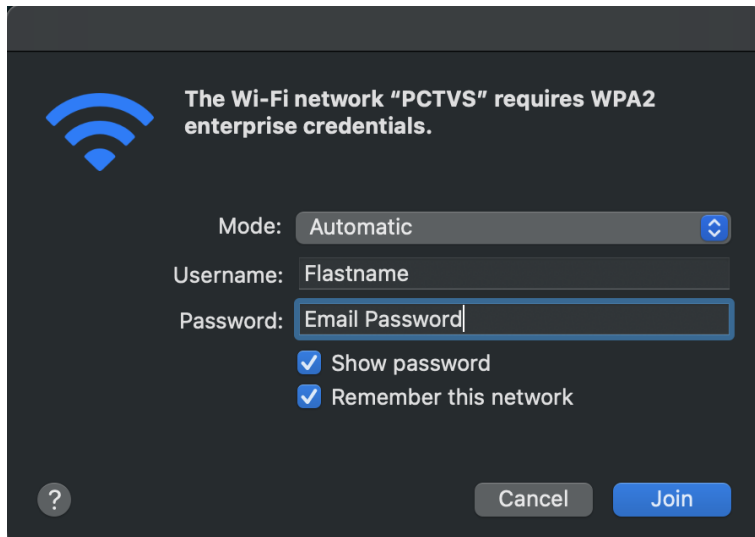 The Wi-Fi network “PCTVS” requires WPA2
enterprise credentials.
Mode: Automatic
Username: Flastname
Password: Email Password
Show password
Remember this network
? Cancel Join